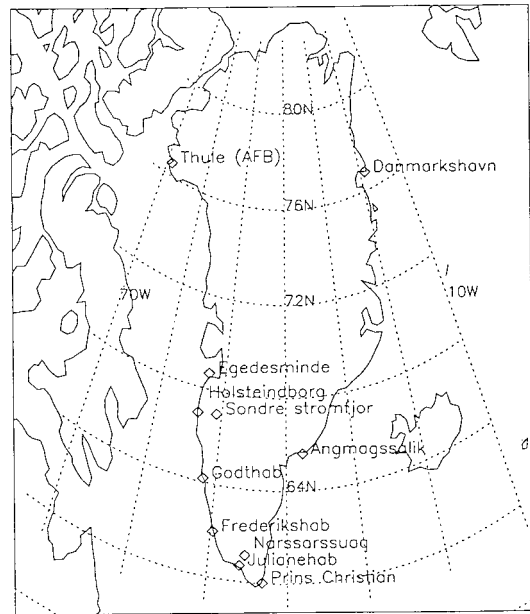 80N
Thule (AFB)
Danmarkshavn
76N
70W
72N
10W
Egedesminde
Holsteindborg
Sondre stromfjor
Angmagssalik
Godthab
64N
Frederikshab
Narssarssuaq
Julianehab
Prins Christian